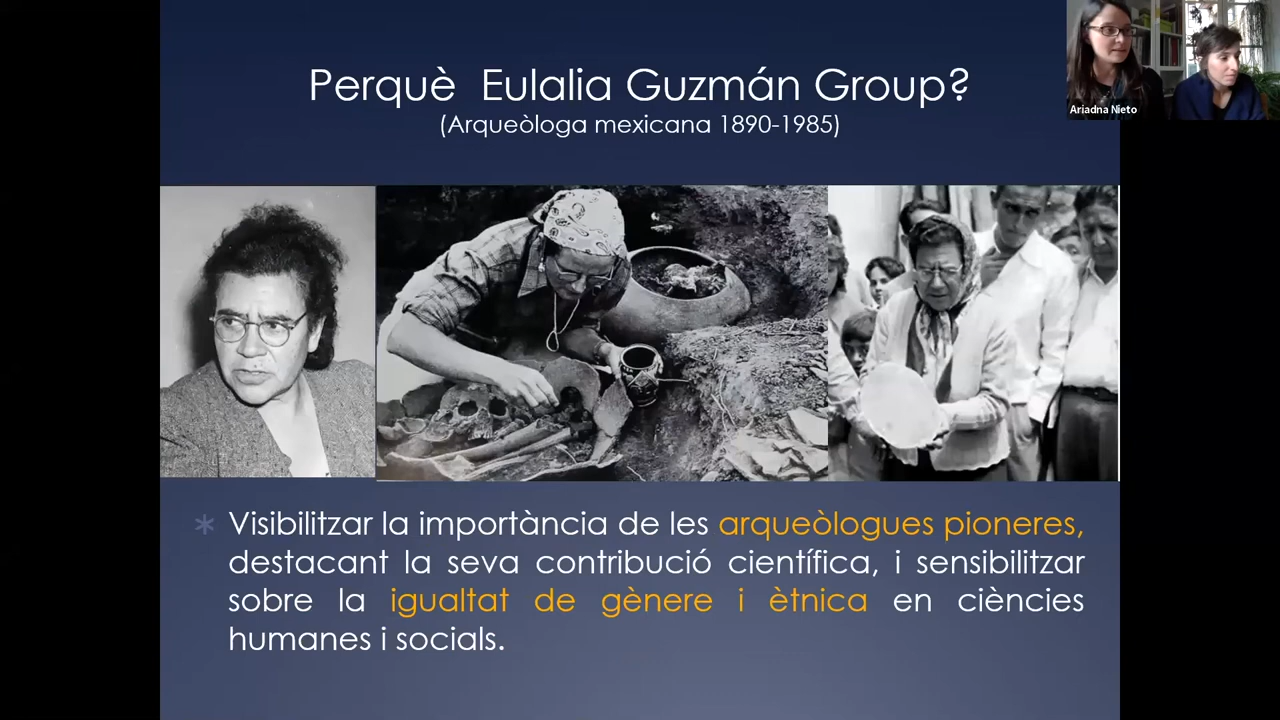 Perquè Eulalia Guzmán Group?
(Arqueòloga mexicana 1890-1985)
Ariadna Nieto
Visibilitzar la importància de les arqueòlogues pioneres,
destacant la seva contribució científica, i sensibilitzar
sobre la igualtat de gènere i ètnica en ciències
humanes i socials.